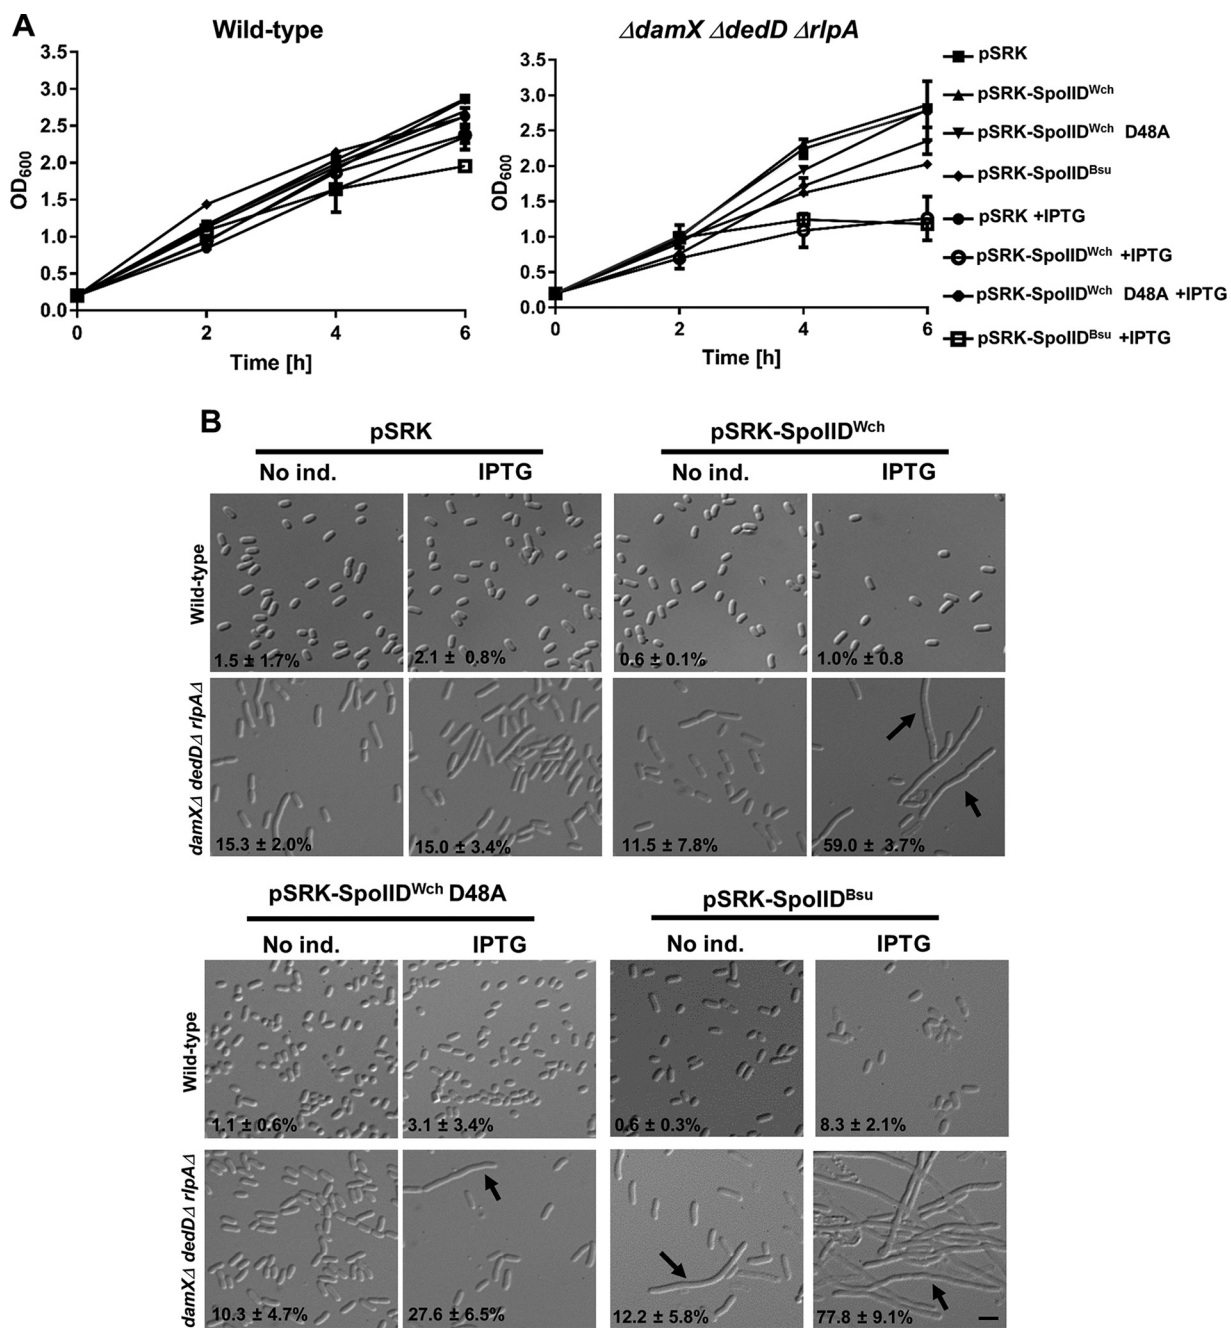 A
Wild-type
ΔdamX ΔdedD ΔrlpA
3.5
3.0
2.5
2.0
1.5
1.0
0.5
0.0
OD600
0 2 4 6
Time [h]
3.5
3.0
2.5
2.0
1.5
1.0
0.5
0.0
OD600
0 2 4 6
Time [h]
pSRK
pSRK-SpoIIDWch
pSRK-SpoIIDWch D48A
pSRK-SpoIIDBsu
pSRK +IPTG
pSRK-SpoIIDWch +IPTG
pSRK-SpoIIDWch D48A +IPTG
pSRK-SpoIIDBsu +IPTG
B
pSRK pSRK-SpoIIDWch
No ind. IPTG No ind. IPTG
Wild-type
1.5 ± 1.7% 2.1 ± 0.8% 0.6 ± 0.1% 1.0% ± 0.8
damXΔ dedDΔ rlpAΔ
15.3 ± 2.0% 15.0 ± 3.4% 11.5 ± 7.8% 59.0 ± 3.7%
pSRK-SpoIIDWch D48A pSRK-SpoIIDBsu
No ind. IPTG No ind. IPTG
Wild-type
1.1 ± 0.6% 3.1 ± 3.4% 0.6 ± 0.3% 8.3 ± 2.1%
damXΔ dedDΔ rlpAΔ
10.3 ± 4.7% 27.6 ± 6.5% 12.2 ± 5.8% 77.8 ± 9.1%